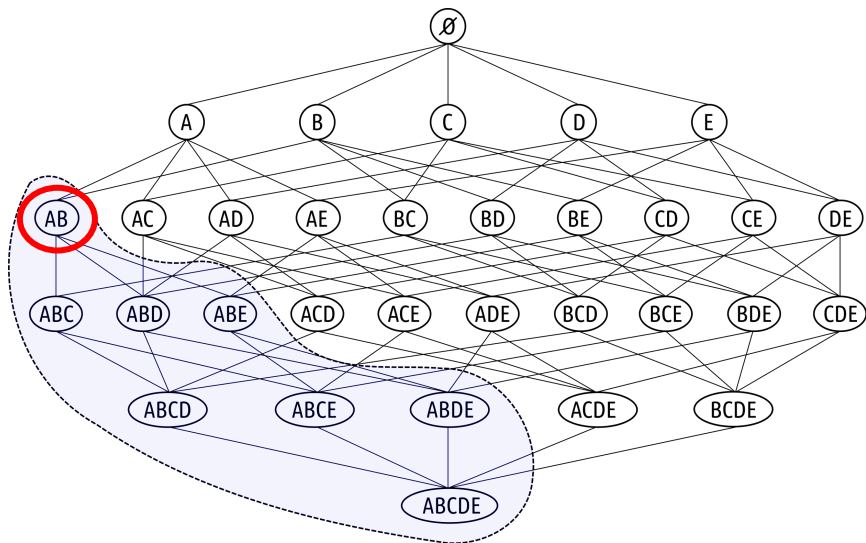 Ø
A B C D E
AB AC AD AE BC BD BE CD CE DE
ABC ABD ABE ACD ACE ADE BCD BCE BDE CDE
ABCD ABCE ABDE ACDE BCDE
ABCDE